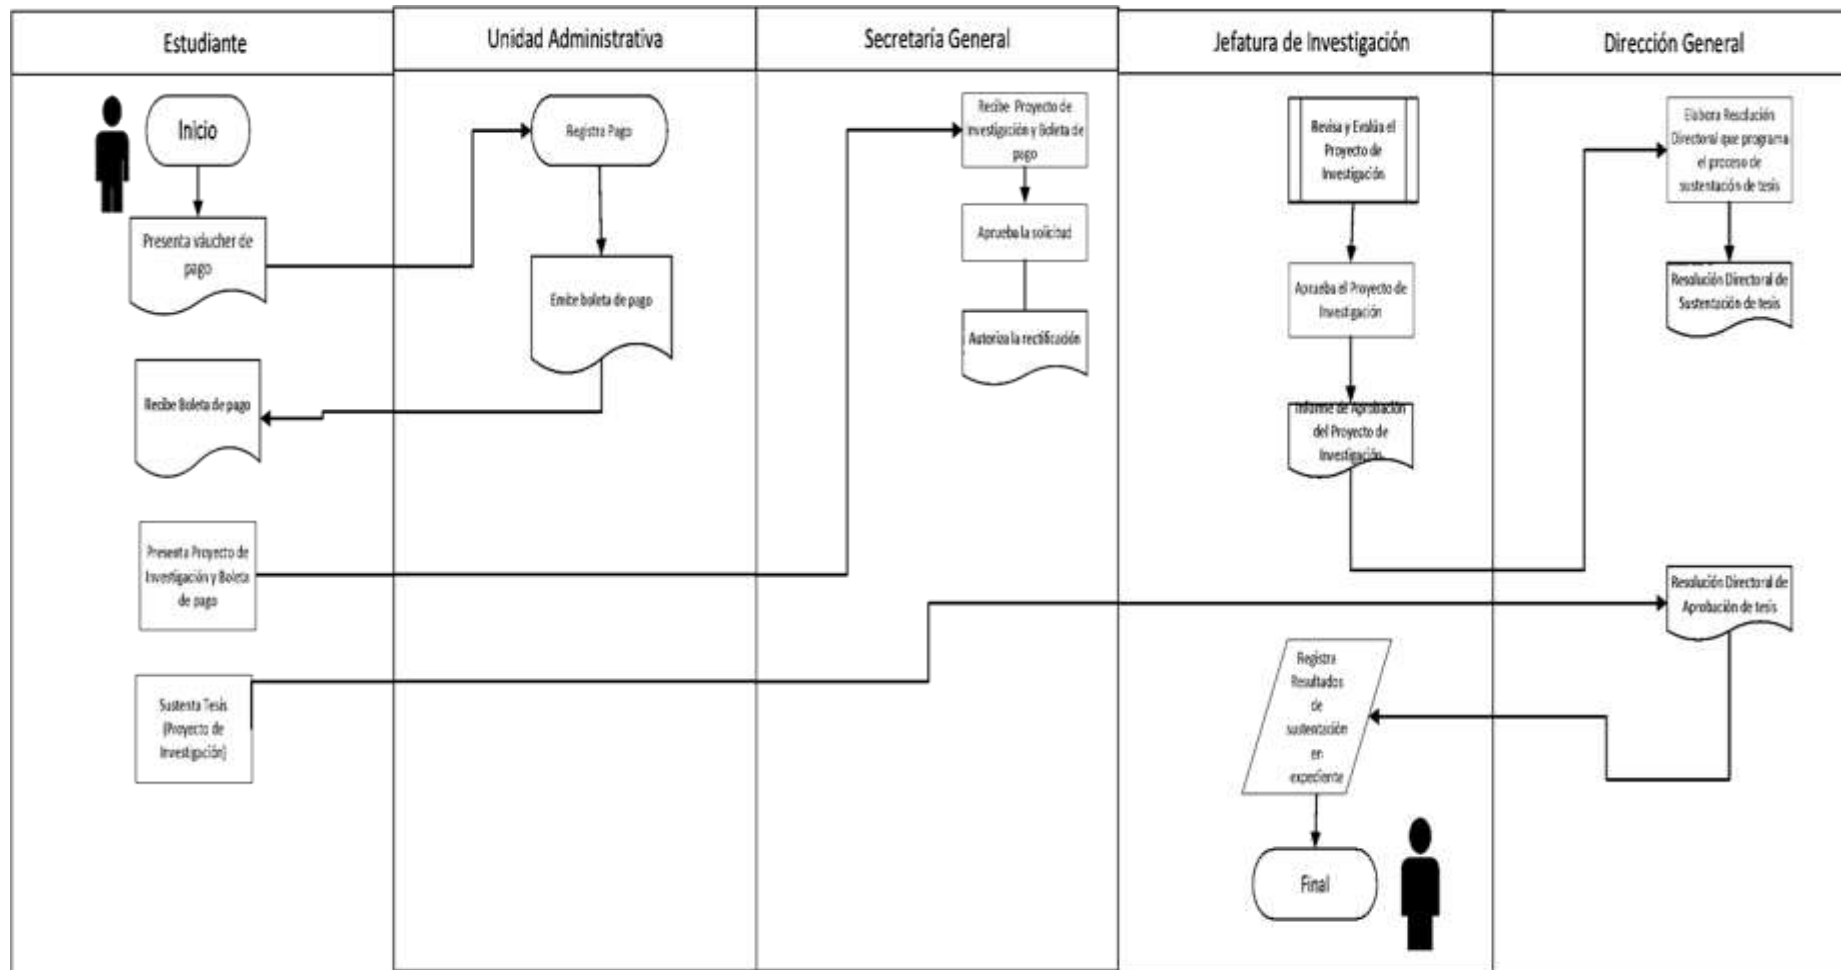 Estudiante
Unidad Administrativa
Secretaría General
Jefatura de Investigación
Dirección General
Inicio
Presenta váucher de
pago
Recibe Boleta de pago
Presenta Proyecto de
Investigación y Boleta
de pago
Sustenta Tesis
(Proyecto de
Investigación)
Registra Pago
Emite boleta de pago
Recibe Proyecto de
Investigación y Boleta de
pago
Aprueba la solicitud
Autoriza la rectificación
Revisa y Evalúa el
Proyecto de
Investigación
Aprueba el Proyecto de
Investigación
Informe de Aprobación
del Proyecto de
Investigación
Registra
Resultados
de
sustentación
en
expediente
Final
Elabora Resolución
Directoral que programa
el proceso de
sustentación de tesis
Resolución Directoral de
Sustentación de tesis
Resolución Directoral de
Aprobación de tesis